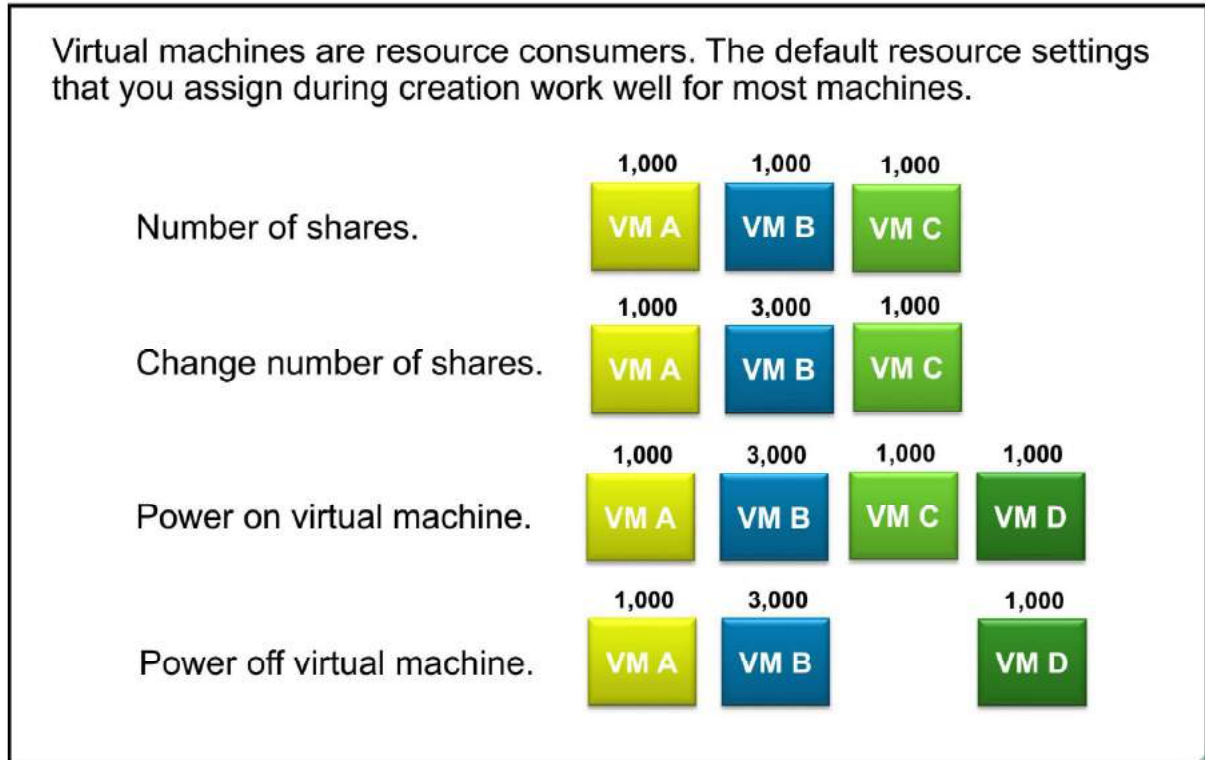 Virtual machines are resource consumers. The default resource settings
that you assign during creation work well for most machines.
1,000 1,000 1,000
Number of shares. VM A VM B VM C
1,000 3,000 1,000
Change number of shares. VM A VM B VM C
1,000 3,000 1,000 1,000
Power on virtual machine. VM A VM B VM C VM D
1,000 3,000 1,000
Power off virtual machine. VM A VM B VM D